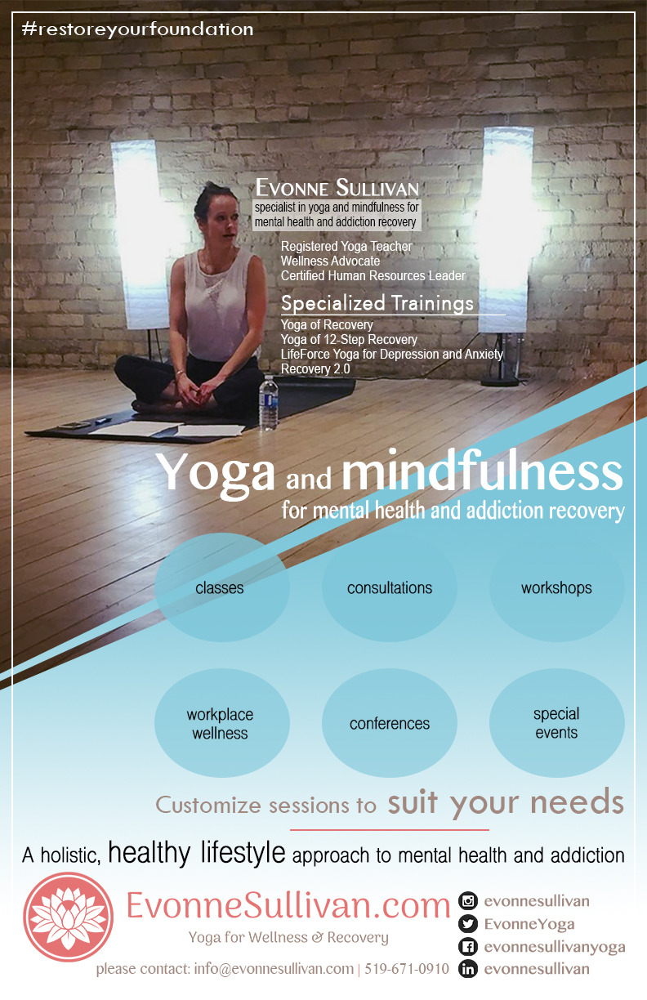 #restoreyourfoundation
EVONNE SULLIVAN
specialist in yoga and mindfulness for
mental health and addiction recovery
Registered Yoga Teacher
Wellness Advocate
Certified Human Resources Leader
Specialized Trainings
Yoga of Recovery
Yoga of 12-Step Recovery
LifeForce Yoga for Depression and Anxiety
Recovery 2.0
Yoga and mindfulness
for mental health and addiction recovery
classes
consultations
workshops
workplace
wellness
conferences
special
events
Customize sessions to suit your needs
A holistic, healthy lifestyle approach to mental health and addiction
EvonneSullivan.com
Yoga for Wellness & Recovery
please contact: info@evonnesullivan.com | 519-671-0910
evonnesullivan
EvonneYoga
evonnesullivanyoga
evonnesullivan